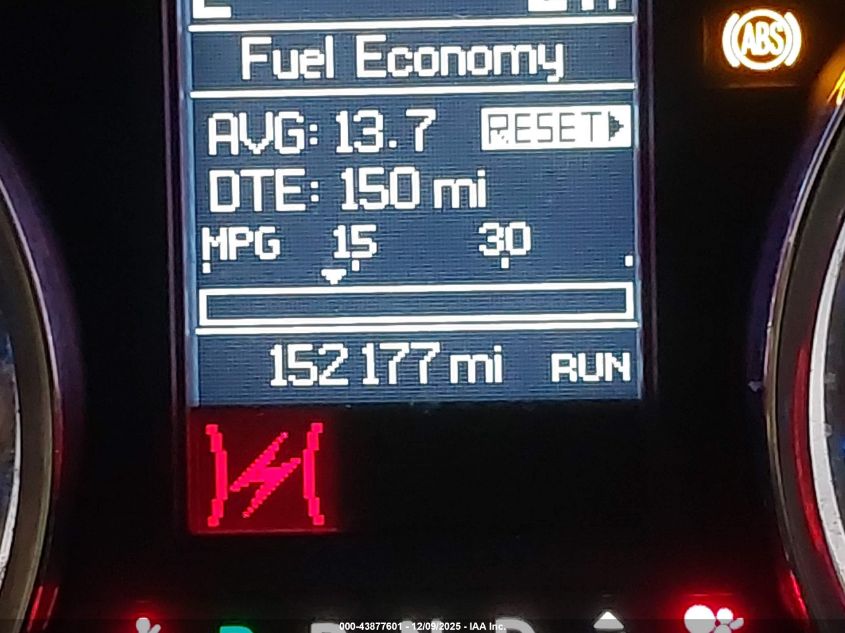 ABS
Fuel Economy
AVG: 13.7 RESET
DTE: 150 mi
MPG 15 30
152177 mi RUN
000-43877601 - 12/09/2025 - IAA Inc.